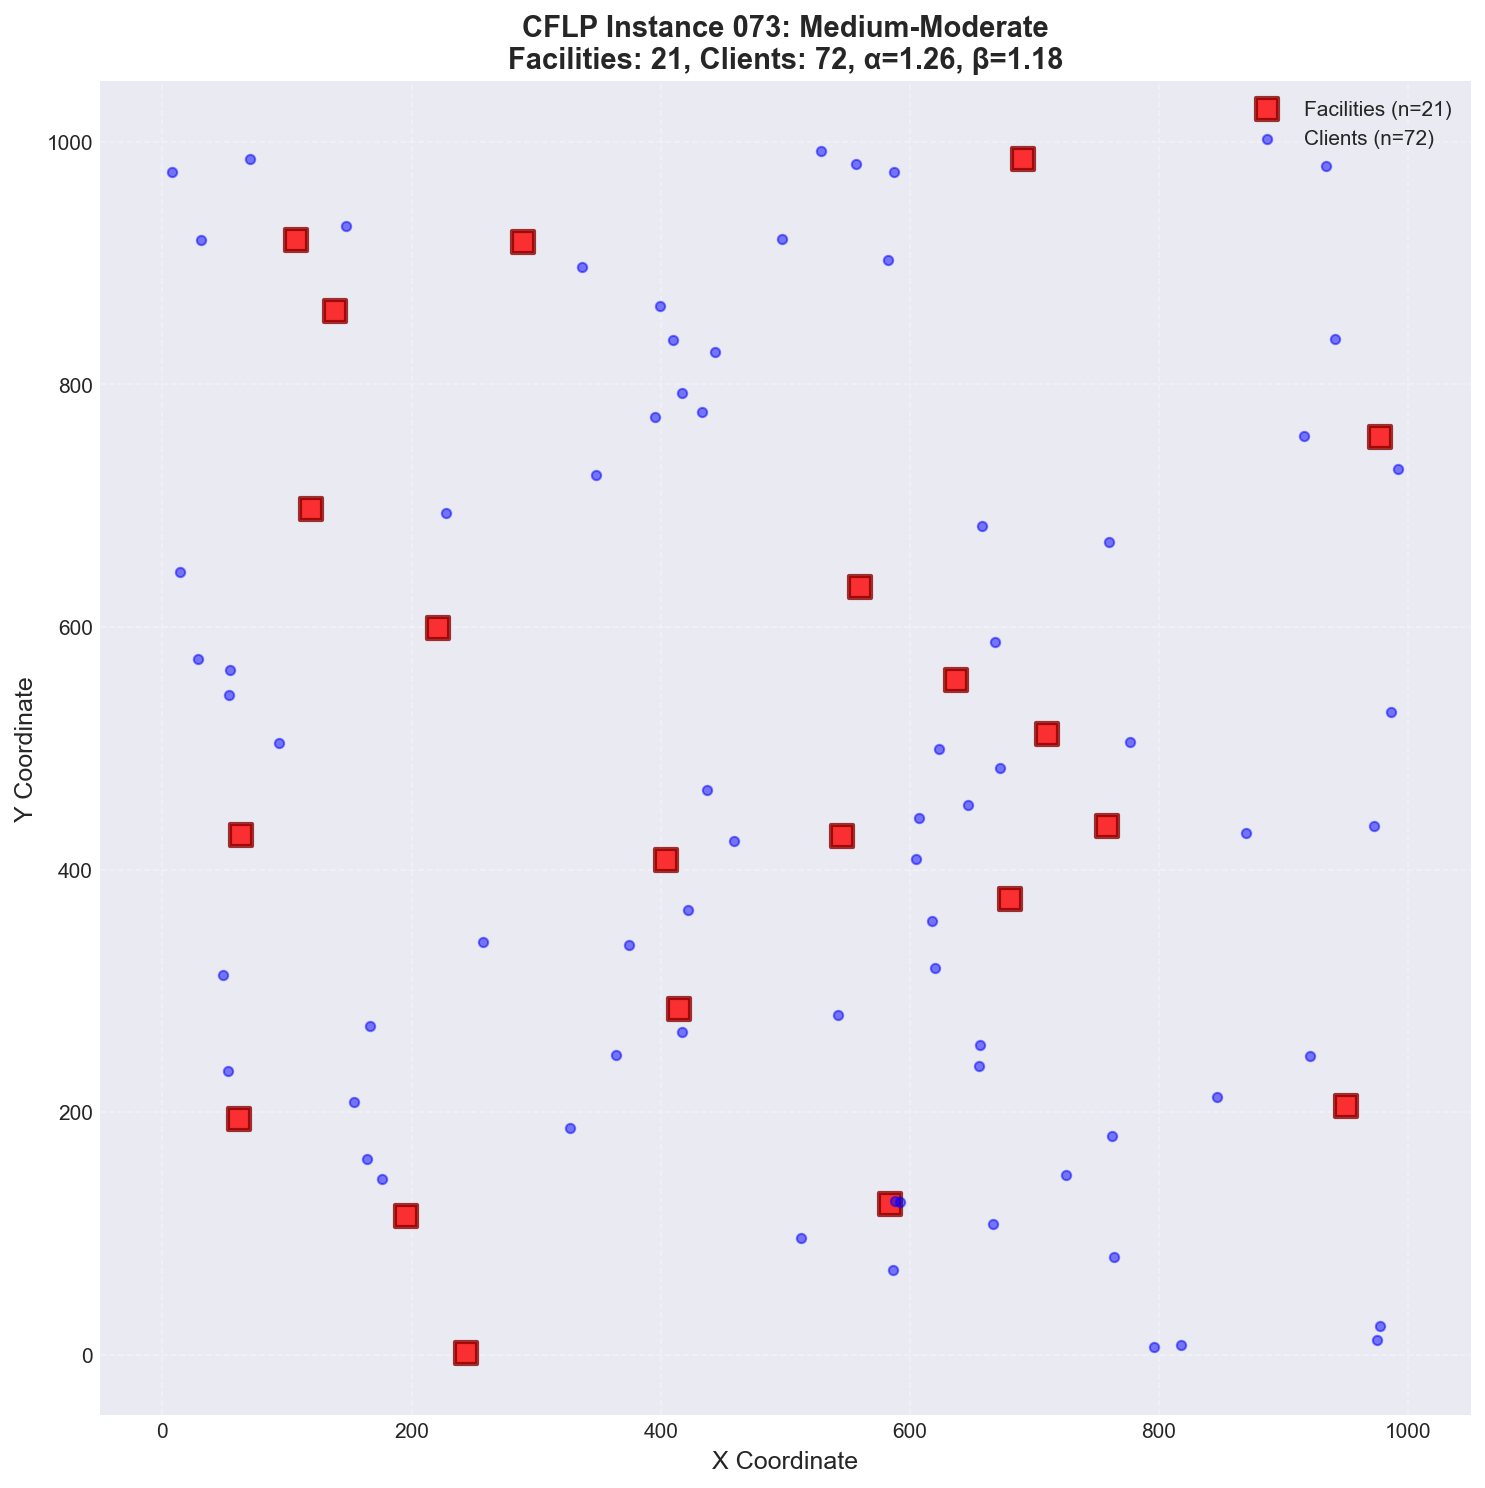 CFLP Instance 073: Medium-Moderate
Facilities: 21, Clients: 72, α=1.26, β=1.18
Facilities (n=21)
Clients (n=72)
Y Coordinate
1000
800
600
400
200
0
0
200
400
600
800
1000
X Coordinate